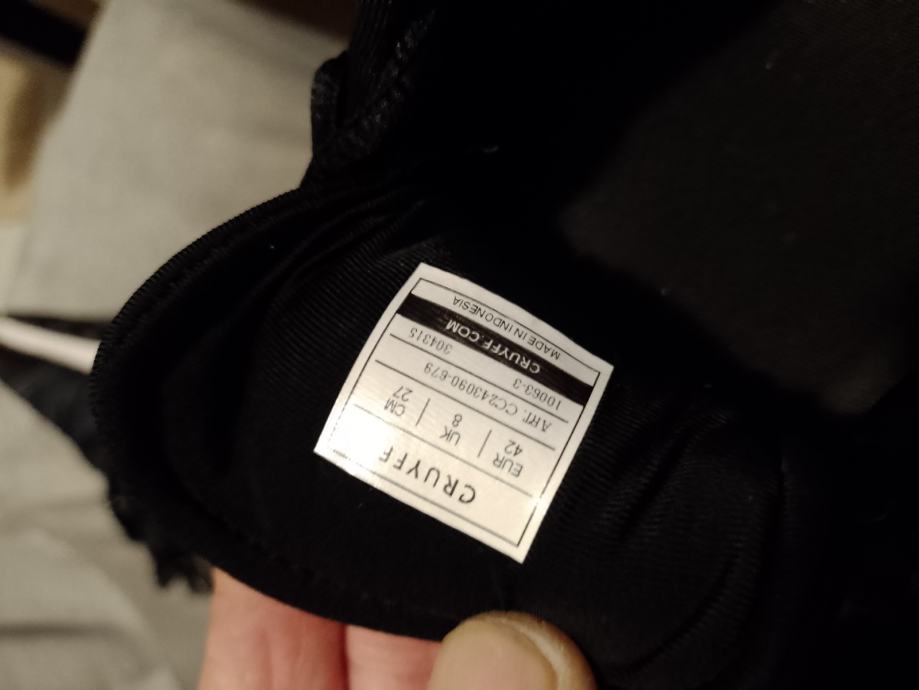 CRUYFF
EUR | UK | CM
42 8 27
ART. CC243090-679
10063-3 304315
CRUYFF.COM
MADE IN INDONESIA